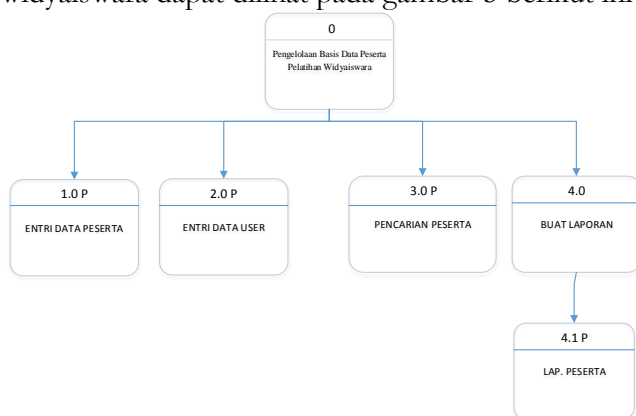 widyaiswara dapat dilihat pada gambar 3 berikut ini
0
Pengelolaan Basis Data Peserta
Pelatihan Widyaiswara
1.0 P
ENTRI DATA PESERTA
2.0 P
ENTRI DATA USER
3.0 P
PENCARIAN PESERTA
4.0
BUAT LAPORAN
4.1 P
LAP. PESERTA